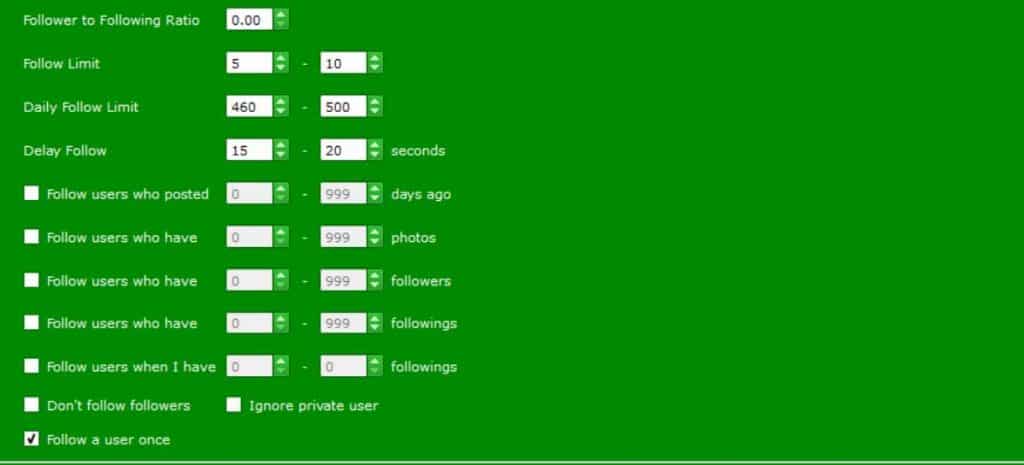 Follower to Following Ratio 0.00
Follow Limit 5 - 10
Daily Follow Limit 460 - 500
Delay Follow 15 - 20 seconds
Follow users who posted 0 - 999 days ago
Follow users who have 0 - 999 photos
Follow users who have 0 - 999 followers
Follow users who have 0 - 999 followings
Follow users when I have 0 - 0 followings
Don't follow followers Ignore private user
Follow a user once